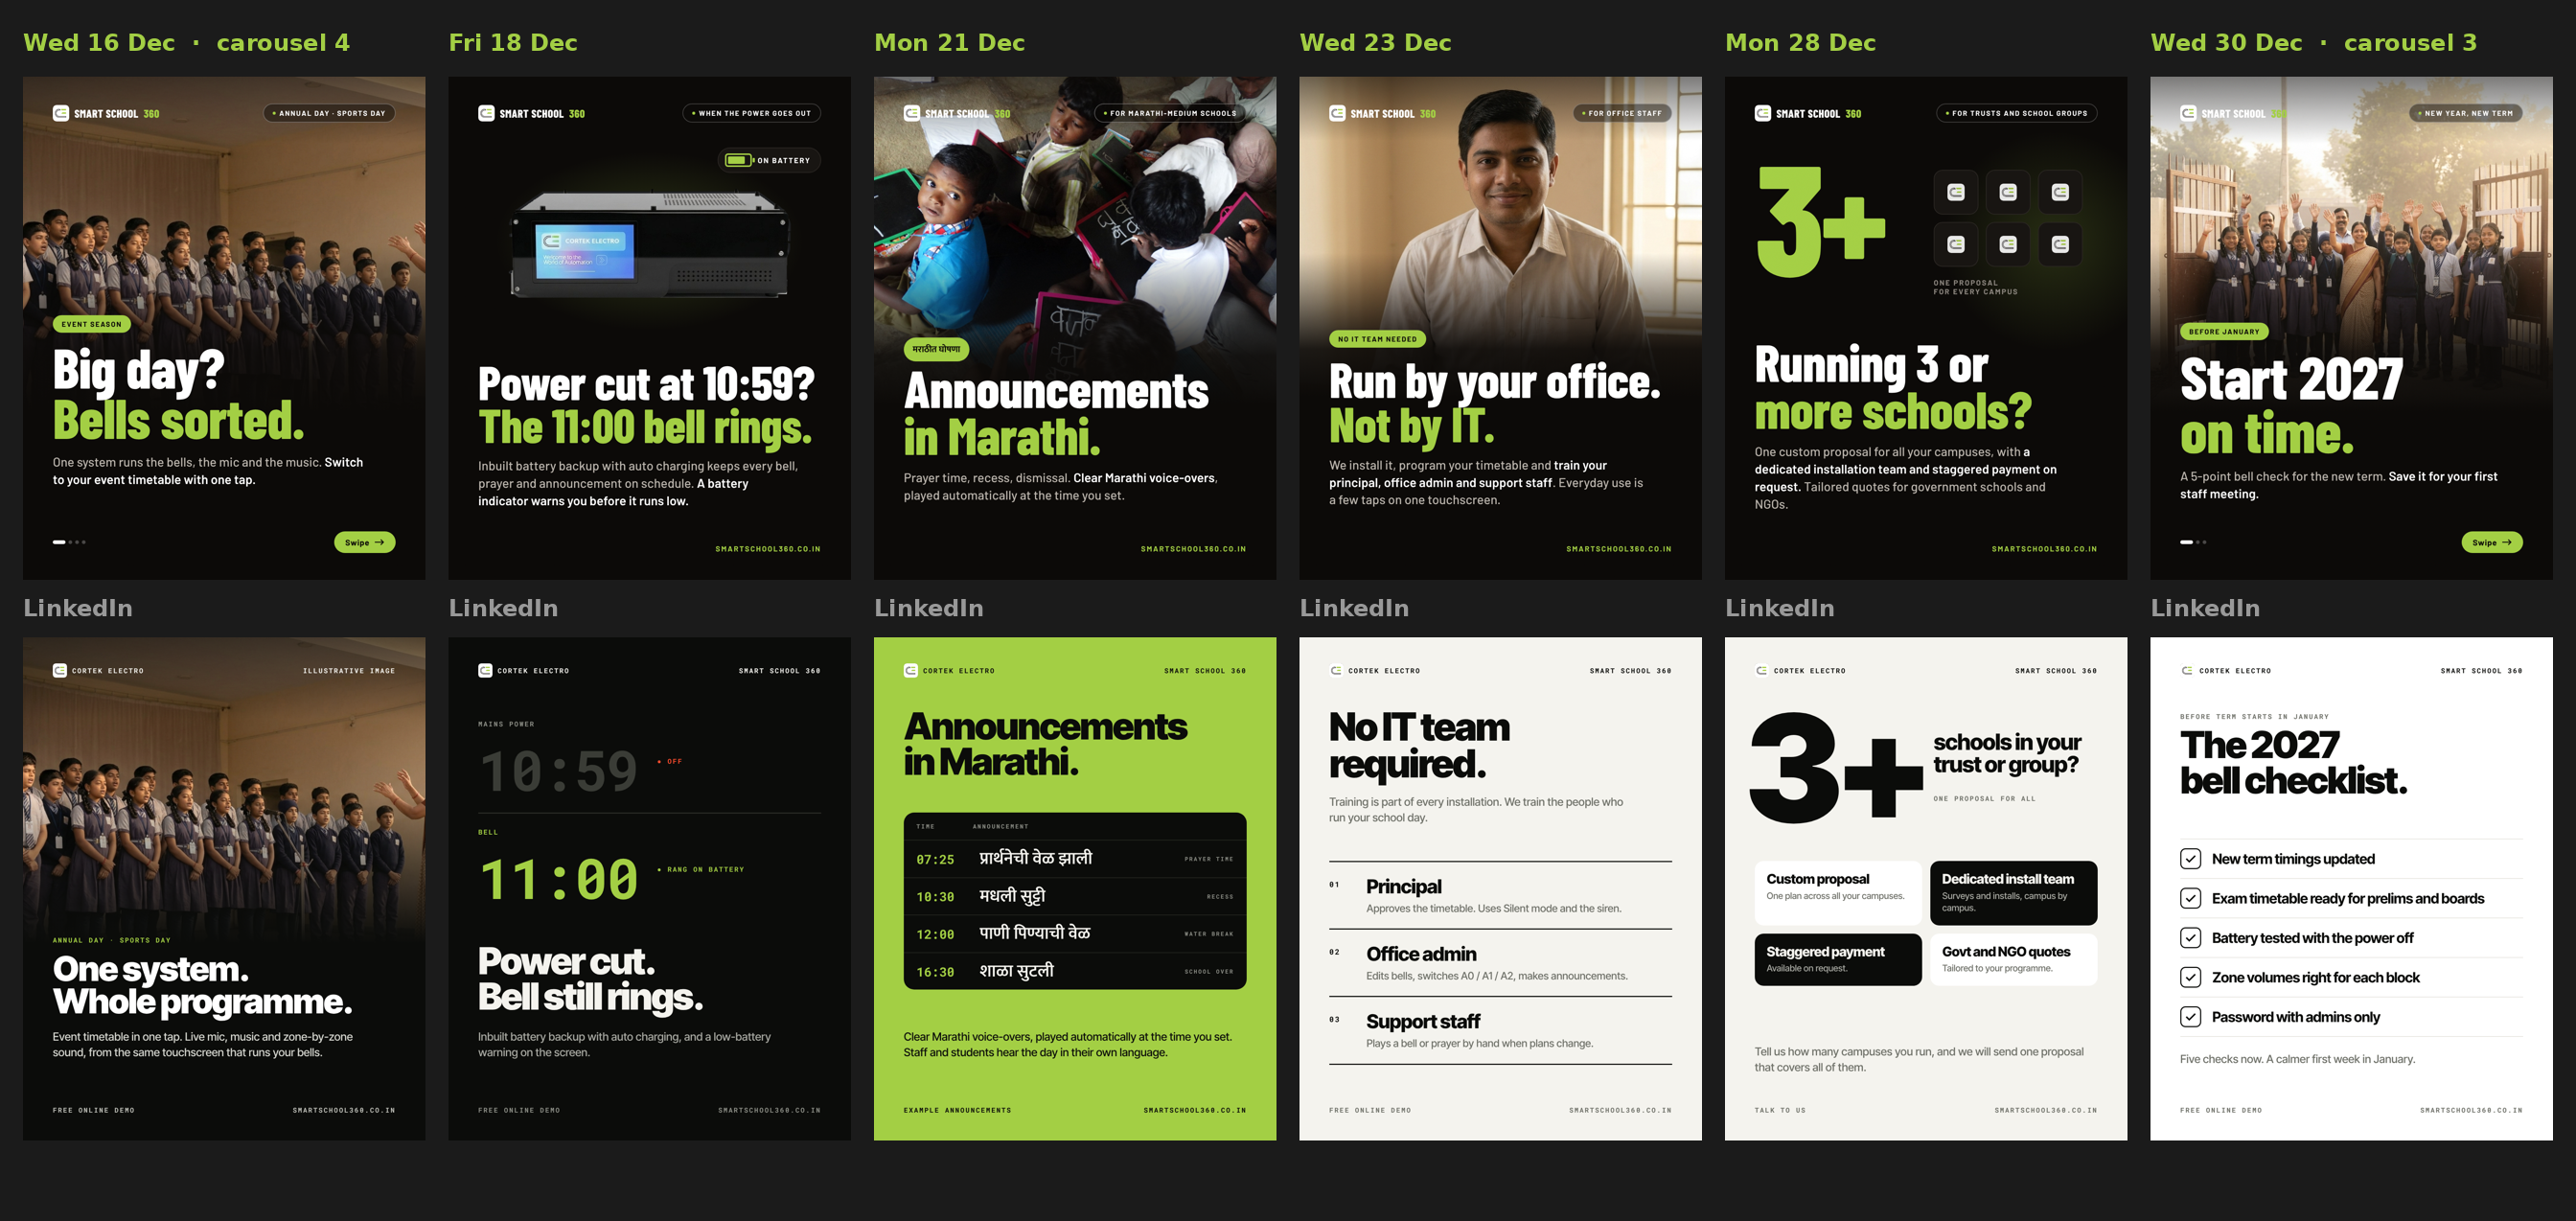 Wed 16 Dec · carousel 4
SMART SCHOOL 360
ANNUAL DAY · SPORTS DAY
EVENT SEASON
Big day?
Bells sorted.
One system runs the bells, the mic and the music. Switch
to your event timetable with one tap.
Swipe →
Fri 18 Dec
SMART SCHOOL 360
WHEN THE POWER GOES OUT
ON BATTERY
CORTEK ELECTRO
Welcome to the
World of Automation
Power cut at 10:59?
The 11:00 bell rings.
Inbuilt battery backup with auto charging keeps every bell,
prayer and announcement on schedule. A battery
indicator warns you before it runs low.
SMARTSCHOOL360.CO.IN
Mon 21 Dec
SMART SCHOOL 360
FOR MARATHI-MEDIUM SCHOOLS
वजन
मराठीत घोषणा
Announcements
in Marathi.
Prayer time, recess, dismissal. Clear Marathi voice-overs,
played automatically at the time you set.
SMARTSCHOOL360.CO.IN
Wed 23 Dec
SMART SCHOOL 360
FOR OFFICE STAFF
NO IT TEAM NEEDED
Run by your office.
Not by IT.
We install it, program your timetable and train your
principal, office admin and support staff. Everyday use is
a few taps on one touchscreen.
SMARTSCHOOL360.CO.IN
Mon 28 Dec
SMART SCHOOL 360
FOR TRUSTS AND SCHOOL GROUPS
3+
ONE PROPOSAL
FOR EVERY CAMPUS
Running 3 or
more schools?
One custom proposal for all your campuses, with a
dedicated installation team and staggered payment on
request. Tailored quotes for government schools and
NGOs.
SMARTSCHOOL360.CO.IN
Wed 30 Dec · carousel 3
SMART SCHOOL 360
NEW YEAR, NEW TERM
BEFORE JANUARY
Start 2027
on time.
A 5-point bell check for the new term. Save it for your first
staff meeting.
Swipe →
LinkedIn
CORTEK ELECTRO
ILLUSTRATIVE IMAGE
ANNUAL DAY · SPORTS DAY
One system.
Whole programme.
Event timetable in one tap. Live mic, music and zone-by-zone
sound, from the same touchscreen that runs your bells.
FREE ONLINE DEMO
SMARTSCHOOL360.CO.IN
LinkedIn
CORTEK ELECTRO
SMART SCHOOL 360
MAINS POWER
10:59
OFF
BELL
11:00
RANG ON BATTERY
Power cut.
Bell still rings.
Inbuilt battery backup with auto charging, and a low-battery
warning on the screen.
FREE ONLINE DEMO
SMARTSCHOOL360.CO.IN
LinkedIn
CORTEK ELECTRO
SMART SCHOOL 360
Announcements
in Marathi.
TIME ANNOUNCEMENT
07:25 प्रार्थनेची वेळ झाली PRAYER TIME
10:30 मधली सुट्टी RECESS
12:00 पाणी पिण्याची वेळ WATER BREAK
16:30 शाळा सुटली SCHOOL OVER
Clear Marathi voice-overs, played automatically at the time you set.
Staff and students hear the day in their own language.
EXAMPLE ANNOUNCEMENTS
SMARTSCHOOL360.CO.IN
LinkedIn
CORTEK ELECTRO
SMART SCHOOL 360
No IT team
required.
Training is part of every installation. We train the people who
run your school day.
01 Principal
Approves the timetable. Uses Silent mode and the siren.
02 Office admin
Edits bells, switches A0 / A1 / A2, makes announcements.
03 Support staff
Plays a bell or prayer by hand when plans change.
FREE ONLINE DEMO
SMARTSCHOOL360.CO.IN
LinkedIn
CORTEK ELECTRO
SMART SCHOOL 360
3+
schools in your
trust or group?
ONE PROPOSAL FOR ALL
Custom proposal
One plan across all your campuses.
Dedicated install team
Surveys and installs, campus by
campus.
Staggered payment
Available on request.
Govt and NGO quotes
Tailored to your programme.
Tell us how many campuses you run, and we will send one proposal
that covers all of them.
TALK TO US
SMARTSCHOOL360.CO.IN
LinkedIn
CORTEK ELECTRO
SMART SCHOOL 360
BEFORE TERM STARTS IN JANUARY
The 2027
bell checklist.
New term timings updated
Exam timetable ready for prelims and boards
Battery tested with the power off
Zone volumes right for each block
Password with admins only
Five checks now. A calmer first week in January.
FREE ONLINE DEMO
SMARTSCHOOL360.CO.IN